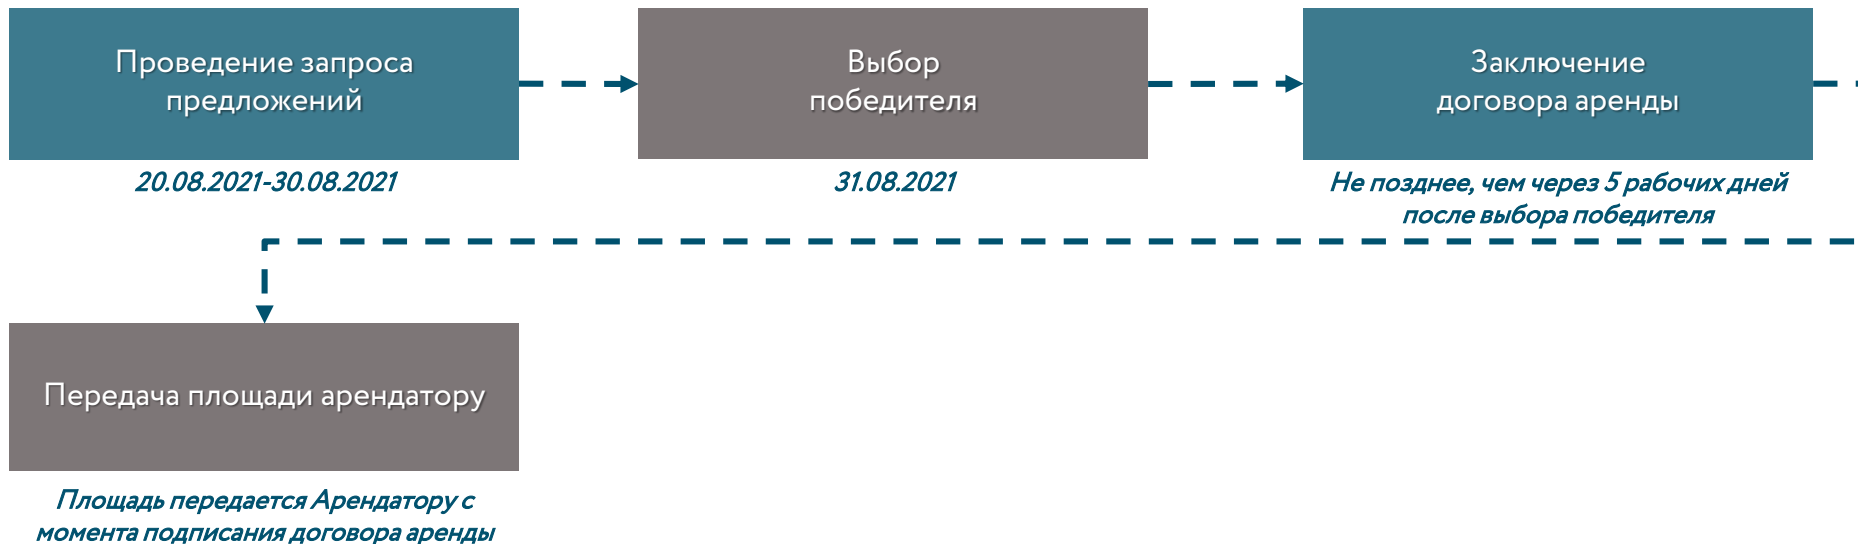 Проведение запроса
предложений
20.08.2021-30.08.2021
Выбор
победителя
31.08.2021
Заключение
договора аренды
Не позднее, чем через 5 рабочих дней
после выбора победителя
Передача площади арендатору
Площадь передается Арендатору с
момента подписания договора аренды